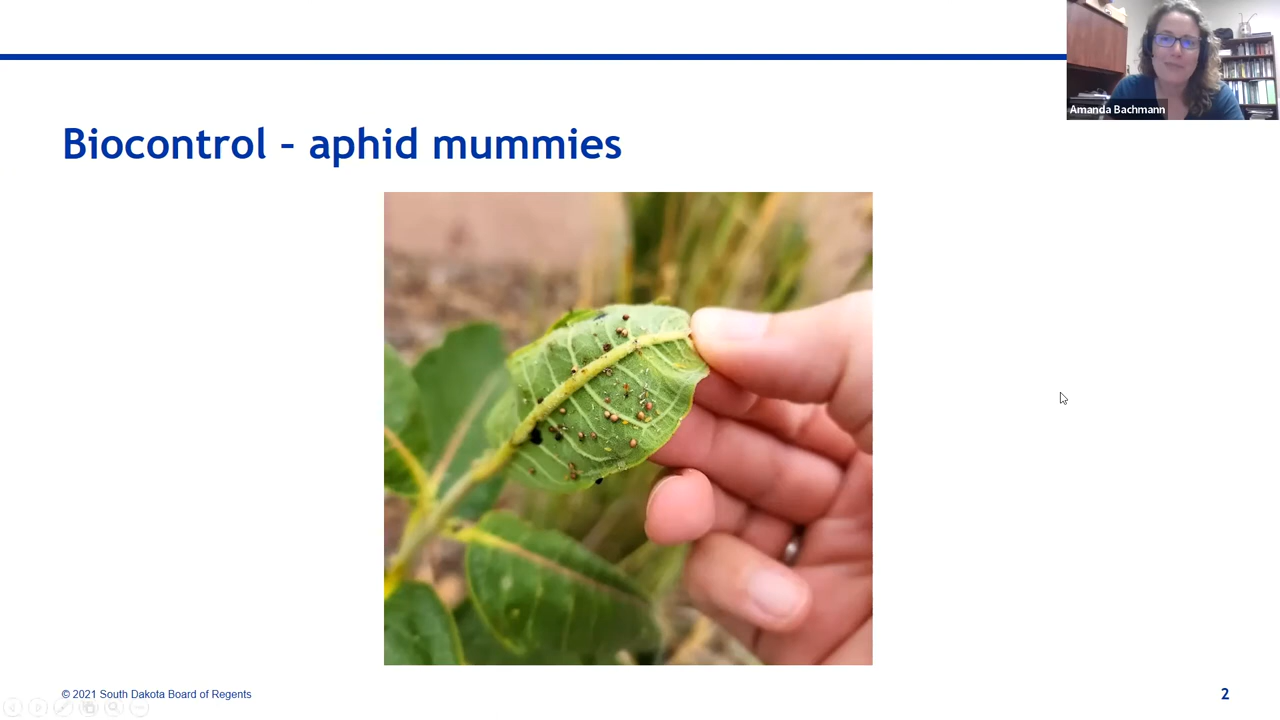 Amanda Bachmann
Biocontrol – aphid mummies
© 2021 South Dakota Board of Regents
2